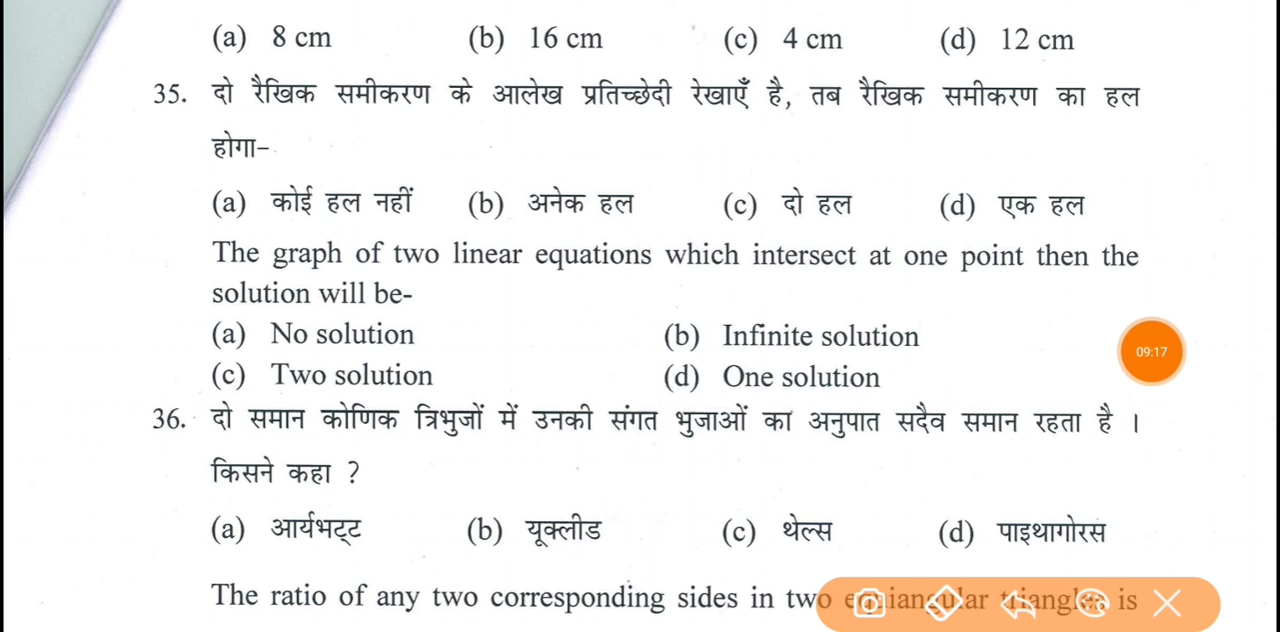 (a) 8 cm (b) 16 cm (c) 4 cm (d) 12 cm
35. दो रैखिक समीकरण के आलेख प्रतिच्छेदी रेखाएँ है, तब रैखिक समीकरण का हल
होगा-
(a) कोई हल नहीं (b) अनेक हल (c) दो हल (d) एक हल
The graph of two linear equations which intersect at one point then the
solution will be-
(a) No solution (b) Infinite solution
09:17
(c) Two solution (d) One solution
36. दो समान कोणिक त्रिभुजों में उनकी संगत भुजाओं का अनुपात सदैव समान रहता है ।
किसने कहा ?
(a) आर्यभट्ट (b) यूक्लीड (c) थेल्स (d) पाइथागोरस
The ratio of any two corresponding sides in two equiangular triangles is